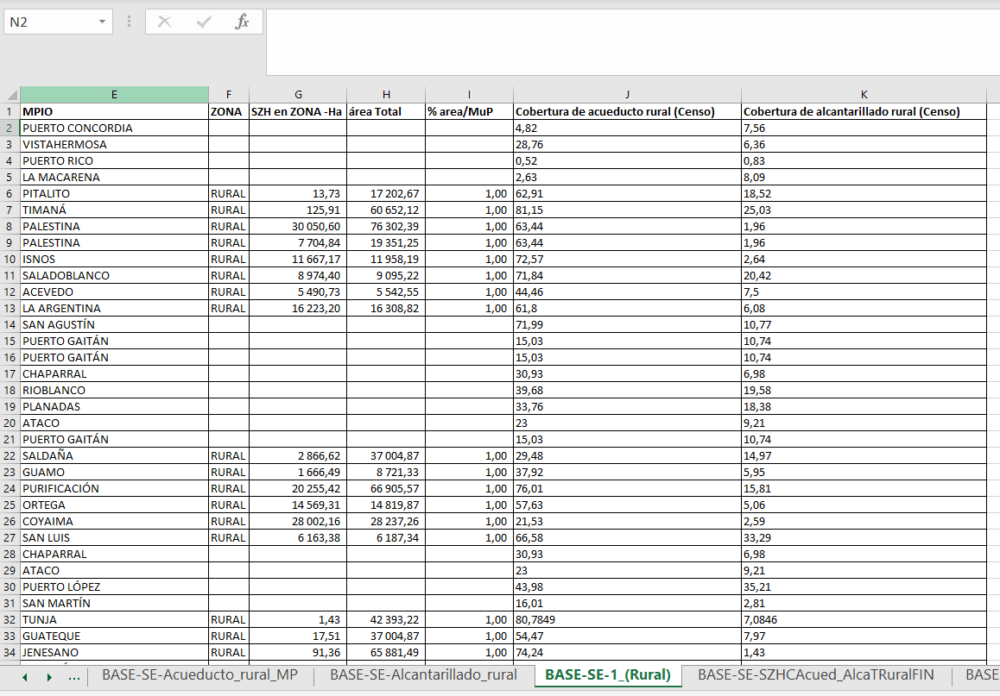 N2 fx
E F G H I J K
1 MPIO ZONA SZH en ZONA -Ha área Total % area/MuP Cobertura de acueducto rural (Censo) Cobertura de alcantarillado rural (Censo)
2 PUERTO CONCORDIA 4,82 7,56
3 VISTAHERMOSA 28,76 6,36
4 PUERTO RICO 0,52 0,83
5 LA MACARENA 2,63 8,09
6 PITALITO RURAL 13,73 17 202,67 1,00 62,91 18,52
7 TIMANÁ RURAL 125,91 60 652,12 1,00 81,15 25,03
8 PALESTINA RURAL 30 050,60 76 302,39 1,00 63,44 1,96
9 PALESTINA RURAL 7 704,84 19 351,25 1,00 63,44 1,96
10 ISNOS RURAL 11 667,17 11 958,19 1,00 72,57 2,64
11 SALADOBLANCO RURAL 8 974,40 9 095,22 1,00 71,84 20,42
12 ACEVEDO RURAL 5 490,73 5 542,55 1,00 44,46 7,5
13 LA ARGENTINA RURAL 16 223,20 16 308,82 1,00 61,8 6,08
14 SAN AGUSTÍN 71,99 10,77
15 PUERTO GAITÁN 15,03 10,74
16 PUERTO GAITÁN 15,03 10,74
17 CHAPARRAL 30,93 6,98
18 RIOBLANCO 39,68 19,58
19 PLANADAS 33,76 18,38
20 ATACO 23 9,21
21 PUERTO GAITÁN 15,03 10,74
22 SALDAÑA RURAL 2 866,62 37 004,87 1,00 29,48 14,97
23 GUAMO RURAL 1 666,49 8 721,33 1,00 37,92 5,95
24 PURIFICACIÓN RURAL 20 255,42 66 905,57 1,00 76,01 15,81
25 ORTEGA RURAL 14 569,31 14 819,87 1,00 57,63 5,06
26 COYAIMA RURAL 28 002,16 28 237,26 1,00 21,53 2,59
27 SAN LUIS RURAL 6 163,38 6 187,34 1,00 66,58 33,29
28 CHAPARRAL 30,93 6,98
29 ATACO 23 9,21
30 PUERTO LÓPEZ 43,98 35,21
31 SAN MARTÍN 16,01 2,81
32 TUNJA RURAL 1,43 42 393,22 1,00 80,7849 7,0846
33 GUATEQUE RURAL 17,51 37 004,87 1,00 54,47 7,97
34 JENESANO RURAL 91,36 65 881,49 1,00 74,24 1,43
... BASE-SE-Acueducto_rural_MP BASE-SE-Alcantarillado_rural BASE-SE-1_(Rural) BASE-SE-SZHCAcued_AlcaTRuralFIN BASE